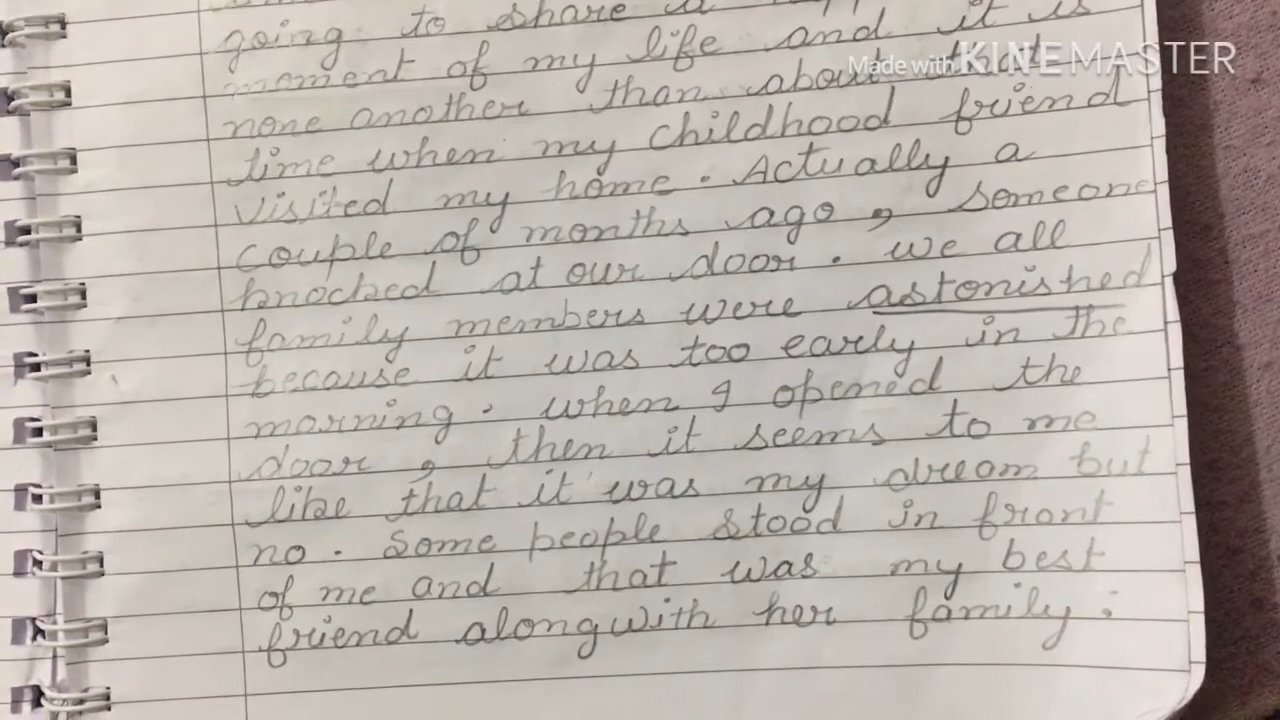 going to share a
moment of my life and it is
Made with KINEMASTER
none another than about that
time when my childhood friend
visited my home. Actually a
couple of months ago, someone
knocked at our door. we all
family members were astonished
because it was too early in the
morning. when I opened the
door, then it seems to me
like that it was my dream but
no. Some people stood in front
of me and that was my best
friend alongwith her family.